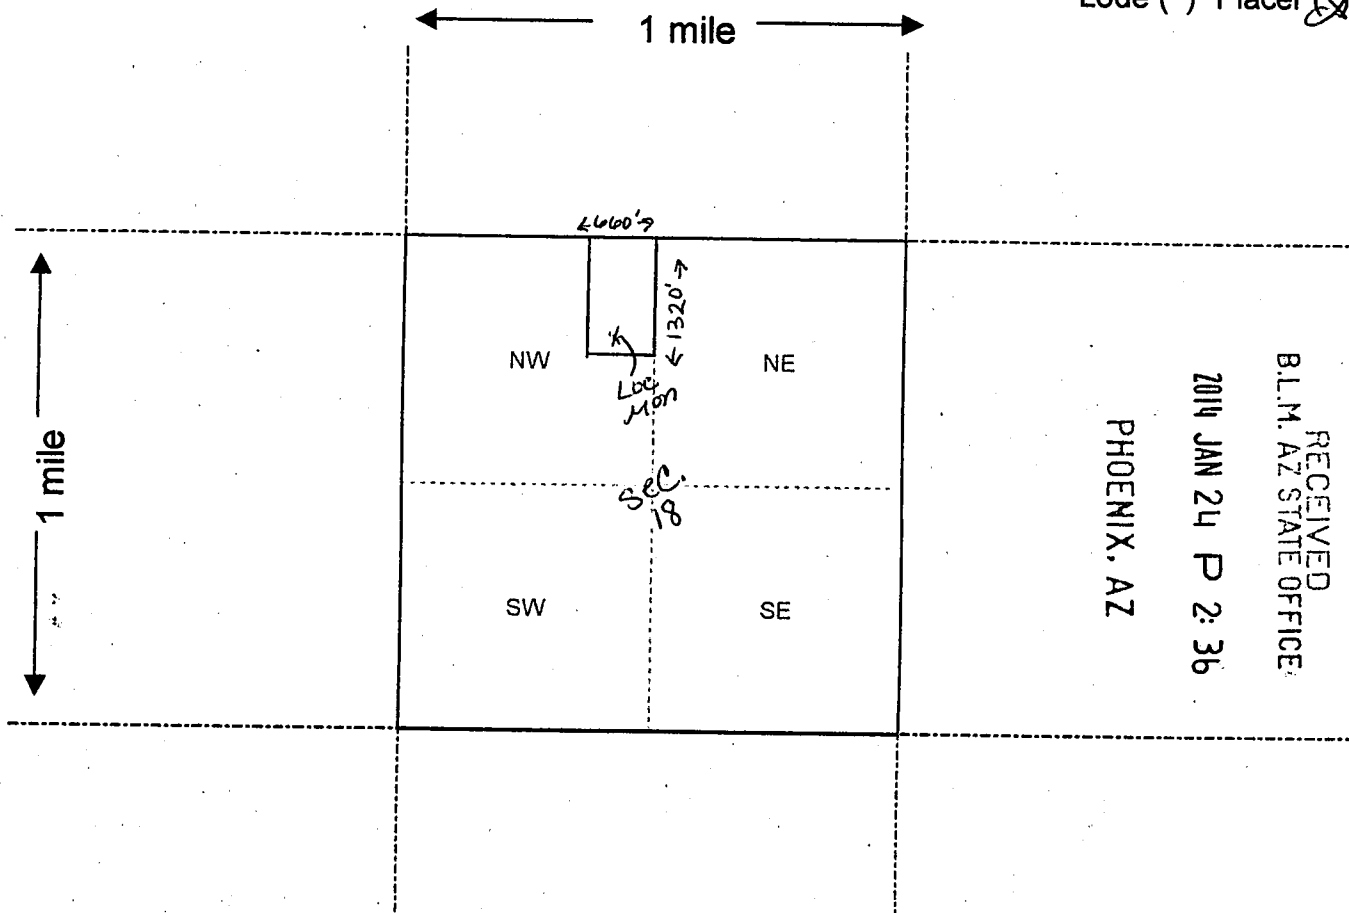 Lode ( ) Placer (X)
1 mile
←660'→
←1320'→
NW
NE
Loc
Mon
1 mile
Sec.
18
SW
SE
RECEIVED
B.L.M. AZ STATE OFFICE
2014 JAN 24 P 2:36
PHOENIX, AZ